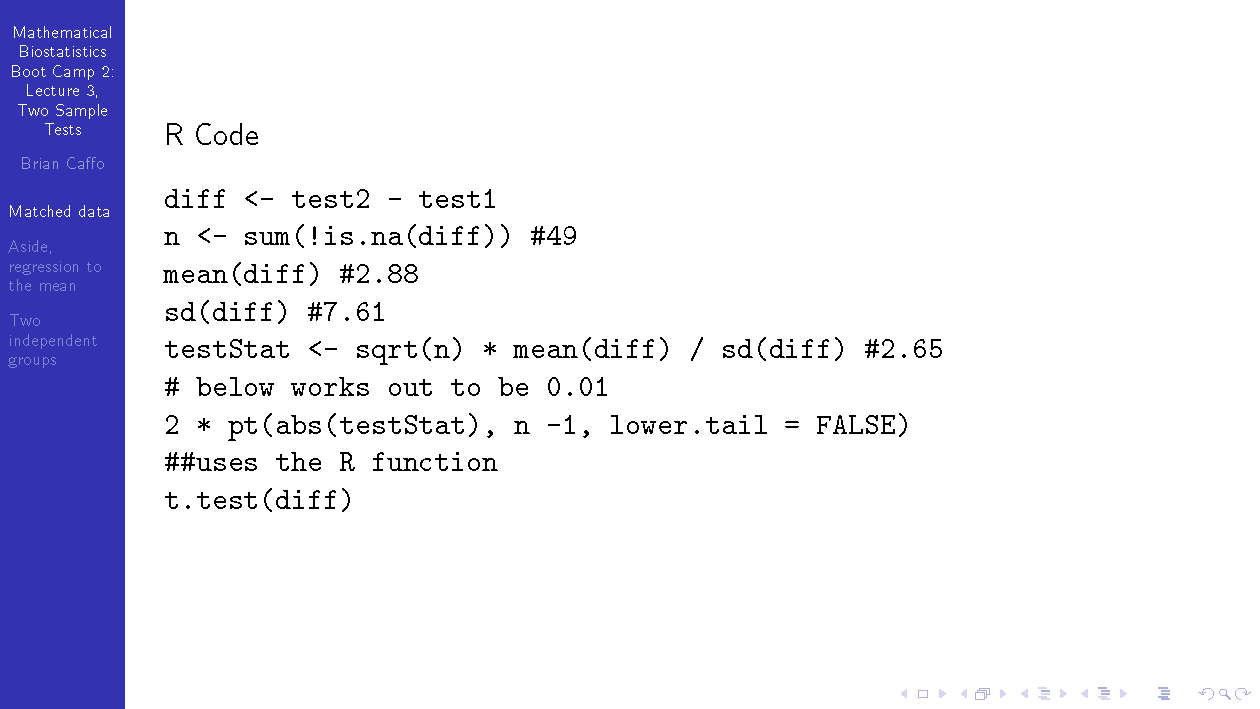 Mathematical
Biostatistics
Boot Camp 2:
Lecture 3,
Two Sample
Tests
Brian Caffo
Matched data
Aside,
regression to
the mean
Two
independent
groups
R Code
diff <- test2 - test1
n <- sum(!is.na(diff)) #49
mean(diff) #2.88
sd(diff) #7.61
testStat <- sqrt(n) * mean(diff) / sd(diff) #2.65
# below works out to be 0.01
2 * pt(abs(testStat), n -1, lower.tail = FALSE)
##uses the R function
t.test(diff)